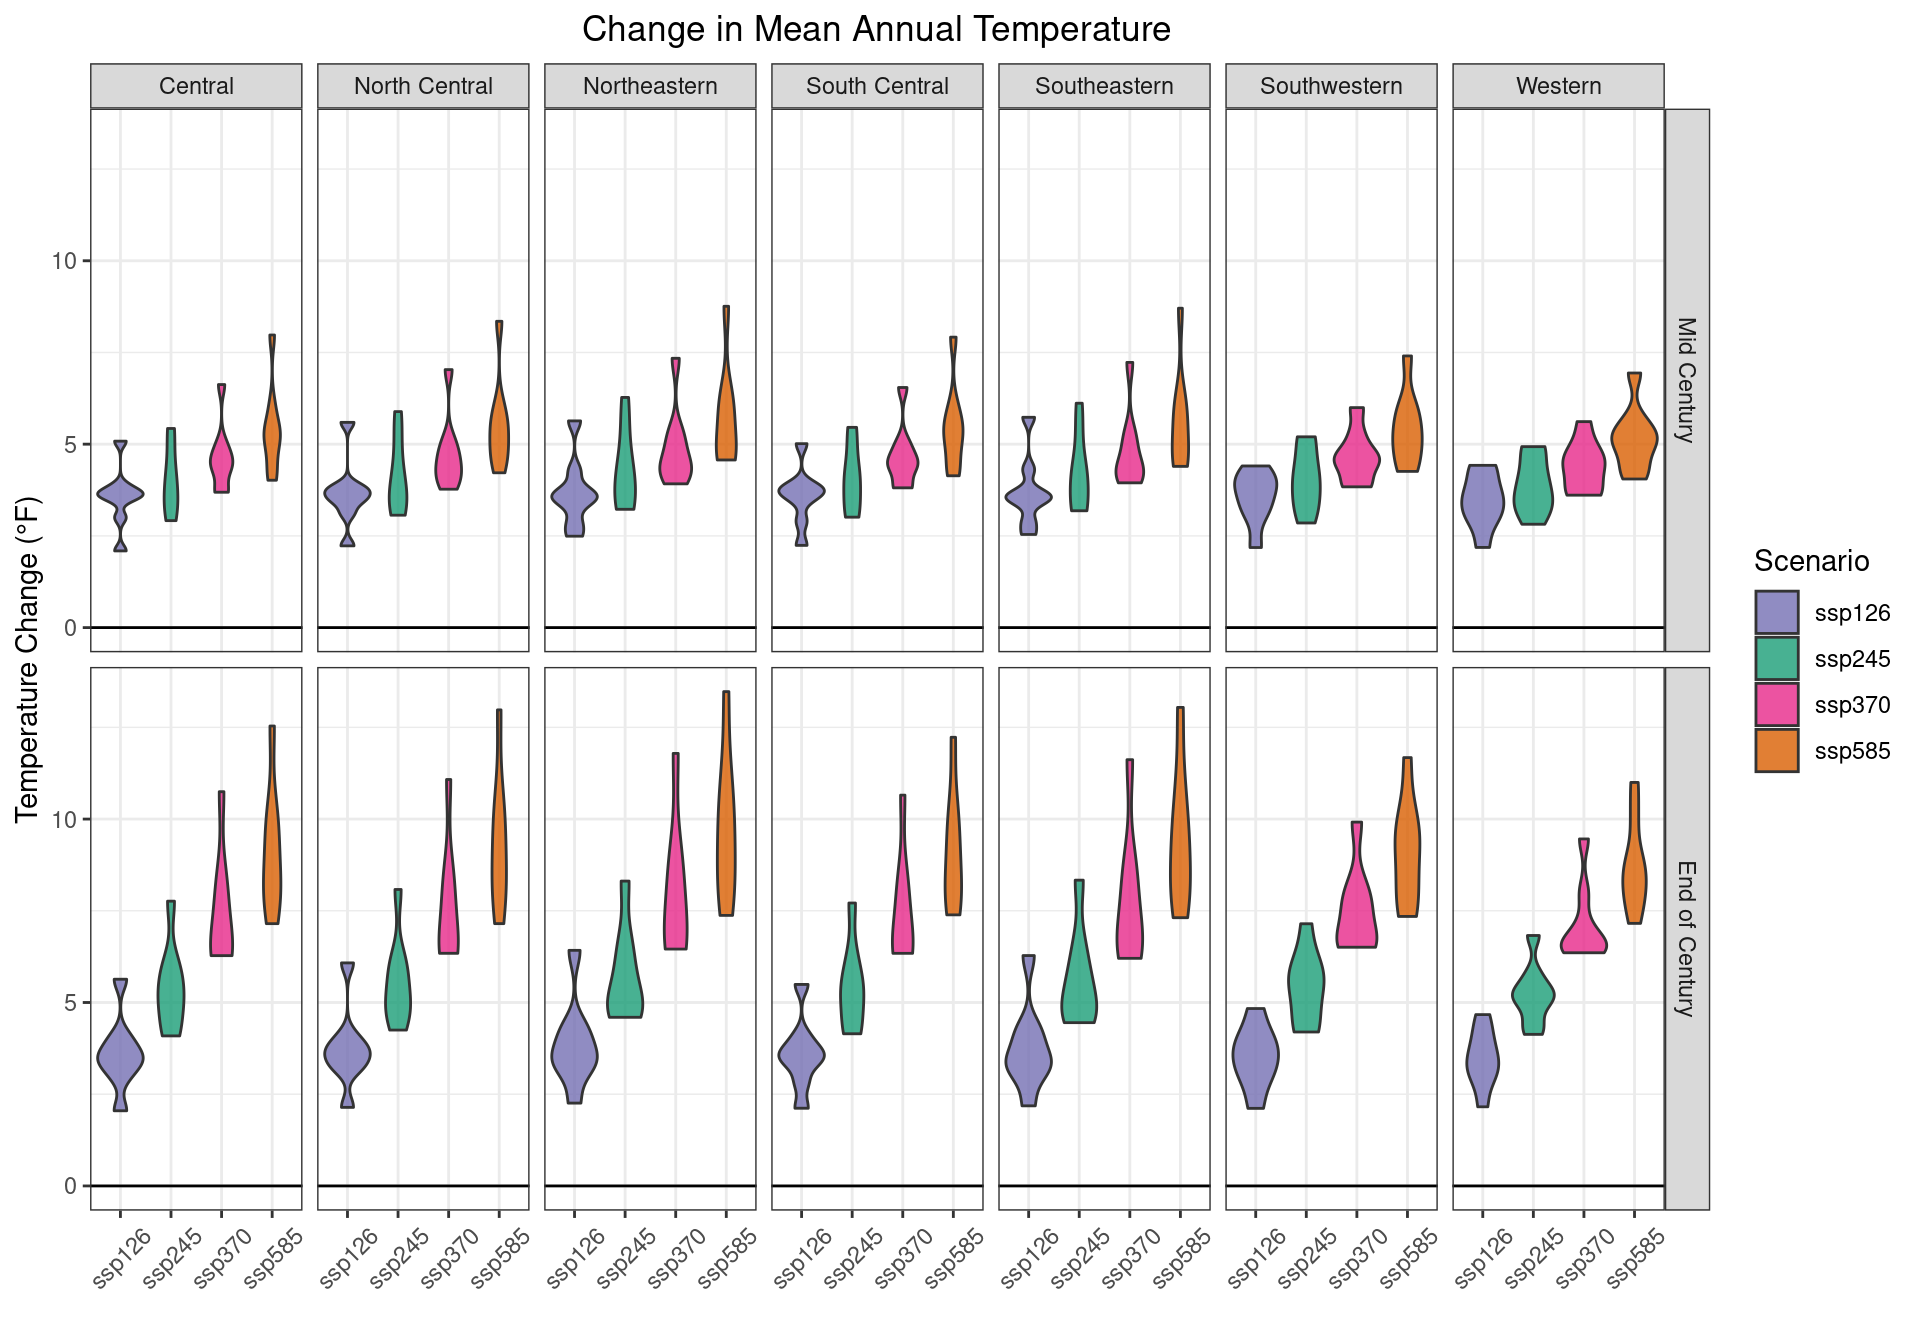 Change in Mean Annual Temperature
Central
North Central
Northeastern
South Central
Southeastern
Southwestern
Western
10
5
0
Mid Century
10
5
0
End of Century
Temperature Change (°F)
ssp126
ssp245
ssp370
ssp585
ssp126
ssp245
ssp370
ssp585
ssp126
ssp245
ssp370
ssp585
ssp126
ssp245
ssp370
ssp585
ssp126
ssp245
ssp370
ssp585
ssp126
ssp245
ssp370
ssp585
ssp126
ssp245
ssp370
ssp585
Scenario
ssp126
ssp245
ssp370
ssp585